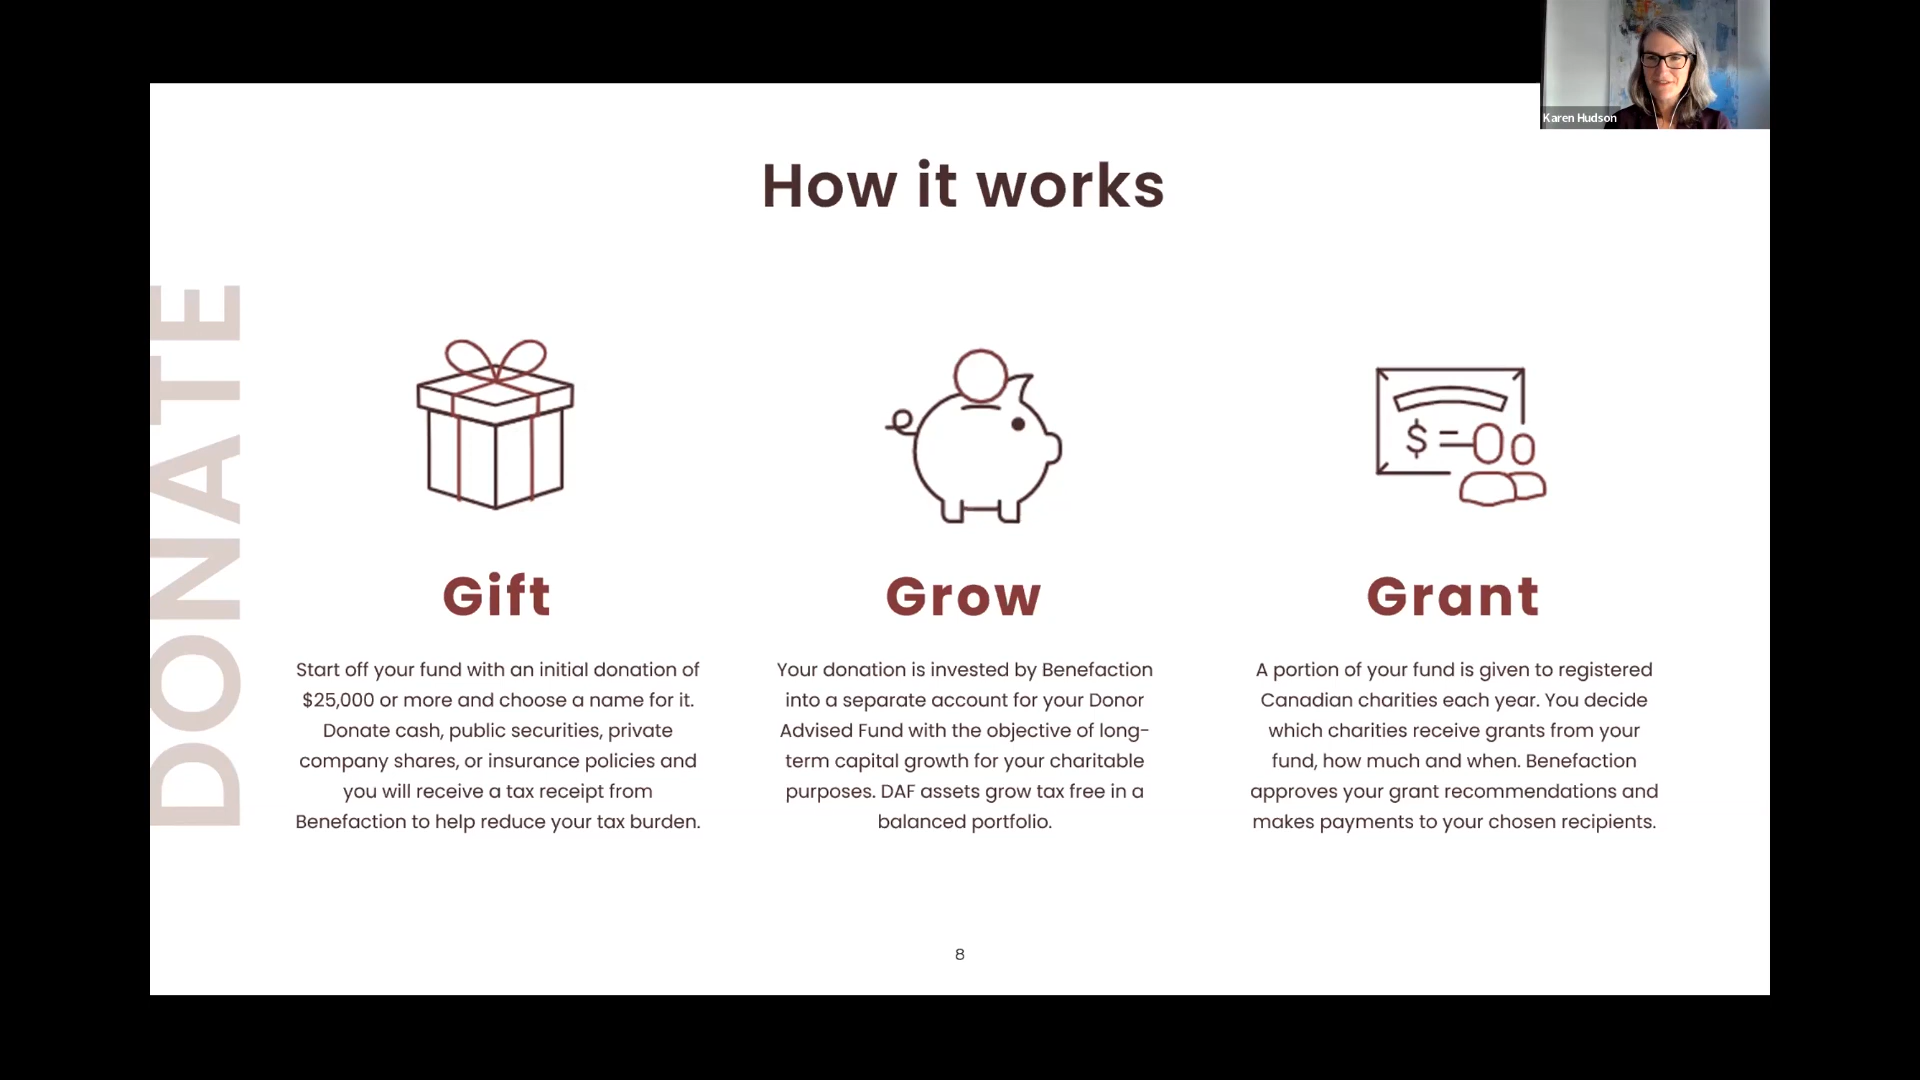 Karen Hudson
How it works
DONATE
$ =
Gift
Start off your fund with an initial donation of
$25,000 or more and choose a name for it.
Donate cash, public securities, private
company shares, or insurance policies and
you will receive a tax receipt from
Benefaction to help reduce your tax burden.
Grow
Your donation is invested by Benefaction
into a separate account for your Donor
Advised Fund with the objective of long-
term capital growth for your charitable
purposes. DAF assets grow tax free in a
balanced portfolio.
Grant
A portion of your fund is given to registered
Canadian charities each year. You decide
which charities receive grants from your
fund, how much and when. Benefaction
approves your grant recommendations and
makes payments to your chosen recipients.
8